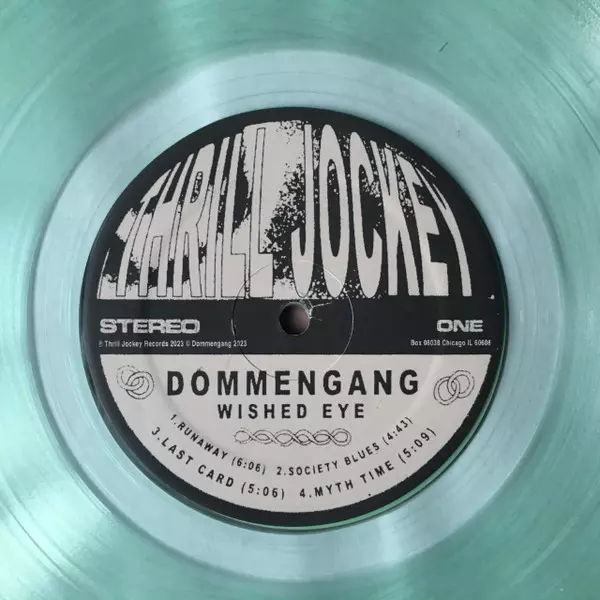 THRILL JOCKEY
STEREO
ONE
℗ Thrill Jockey Records 2023 © Dommengang 2023
Box 08038 Chicago IL 60608
DOMMENGANG
WISHED EYE
1.RUNAWAY (6:06) 2.SOCIETY BLUES (4:43)
3.LAST CARD (5:06) 4.MYTH TIME (5:09)